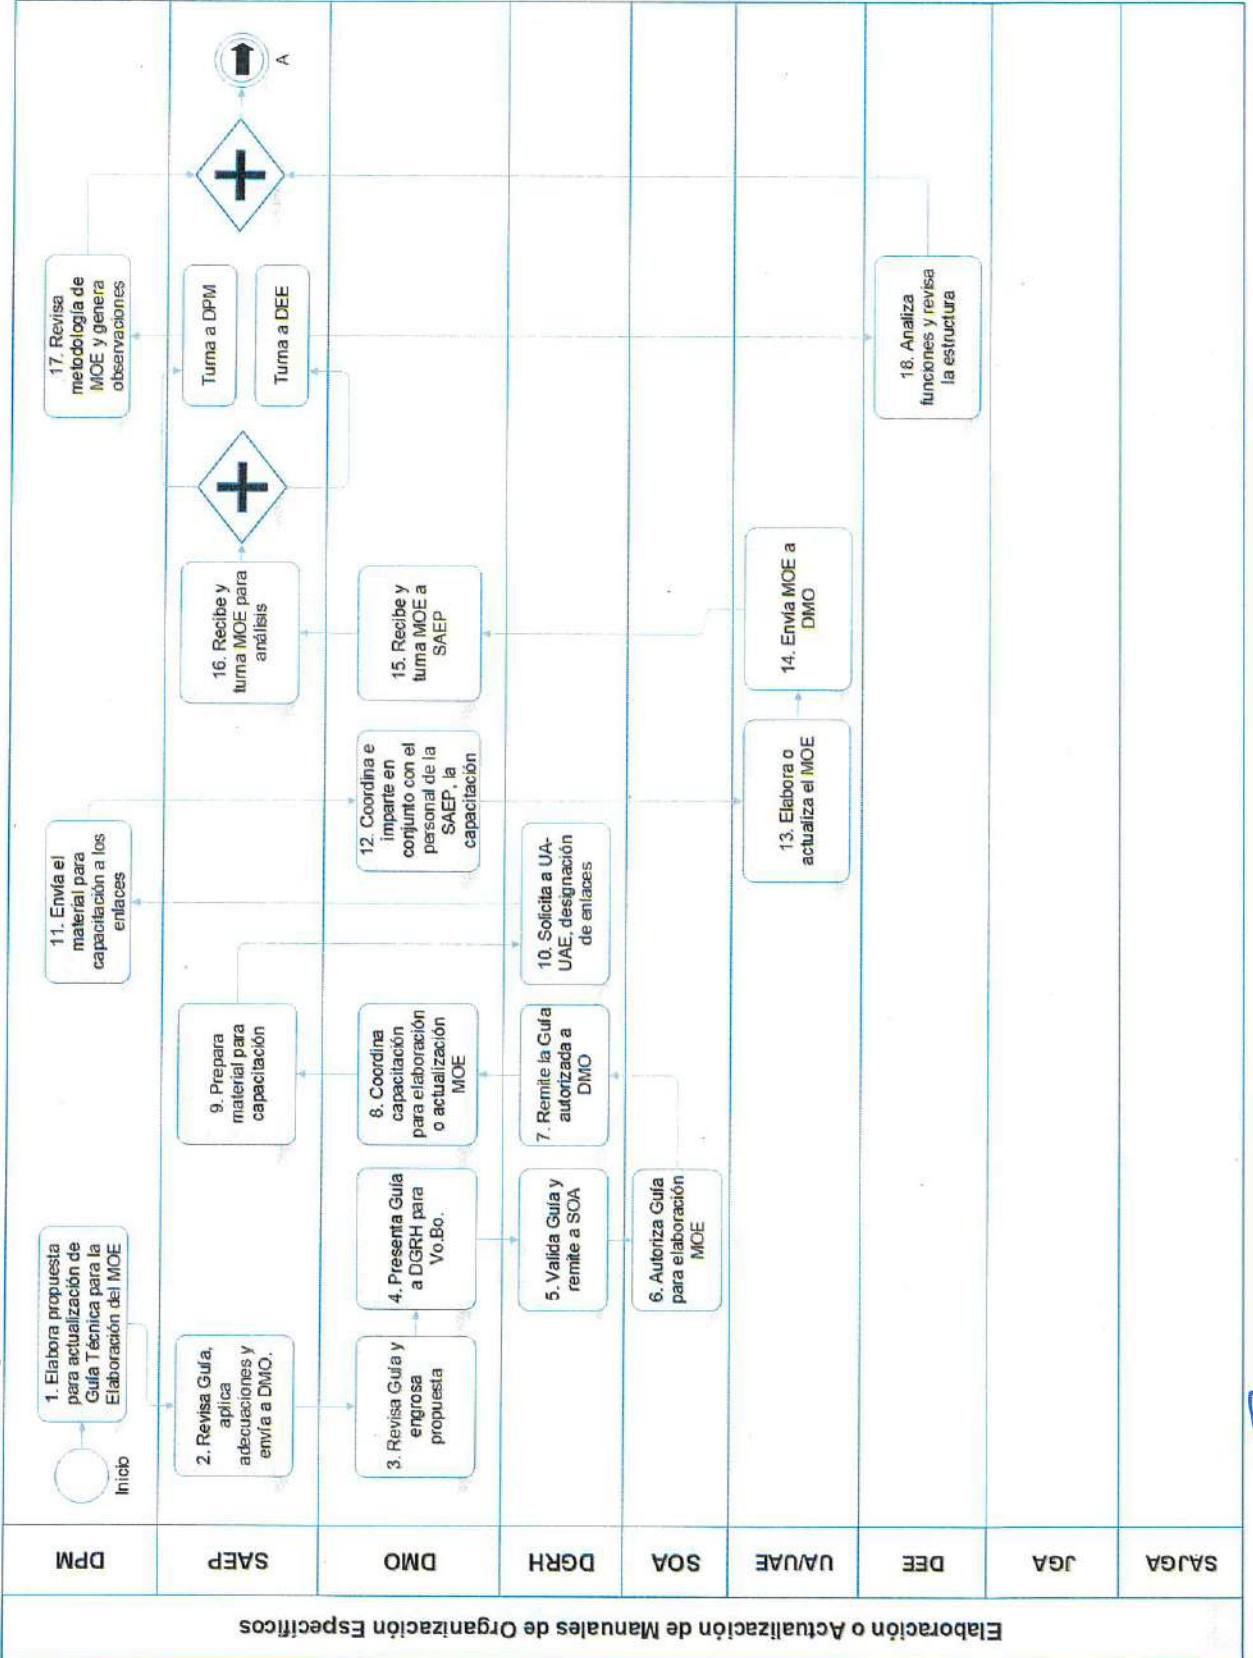 Elaboración o Actualización de Manuales de Organización Específicos
DPM
SAEP
DMO
DGRH
SOA
UA/UAE
DEE
JGA
SAJGA
Inicio
1. Elabora propuesta
para actualización de
Guía Técnica para la
Elaboración del MOE
2. Revisa Guía,
aplica
adecuaciones y
envía a DMO.
3. Revisa Guía y
engrosa
propuesta
4. Presenta Guía
a DGRH para
Vo.Bo.
5. Valida Guía y
remite a SOA
6. Autoriza Guía
para elaboración
MOE
7. Remite la Guía
autorizada a
DMO
8. Coordina
capacitación
para elaboración
o actualización
MOE
9. Prepara
material para
capacitación
10. Solicita a UA-
UAE, designación
de enlaces
11. Envía el
material para
capacitación a los
enlaces
12. Coordina e
imparte en
conjunto con el
personal de la
SAEP, la
capacitación
13. Elabora o
actualiza el MOE
14. Envía MOE a
DMO
15. Recibe y
turna MOE a
SAEP
16. Recibe y
turna MOE para
análisis
Turna a DPM
Turna a DEE
17. Revisa
metodología de
MOE y genera
observaciones
18. Analiza
funciones y revisa
la estructura
A